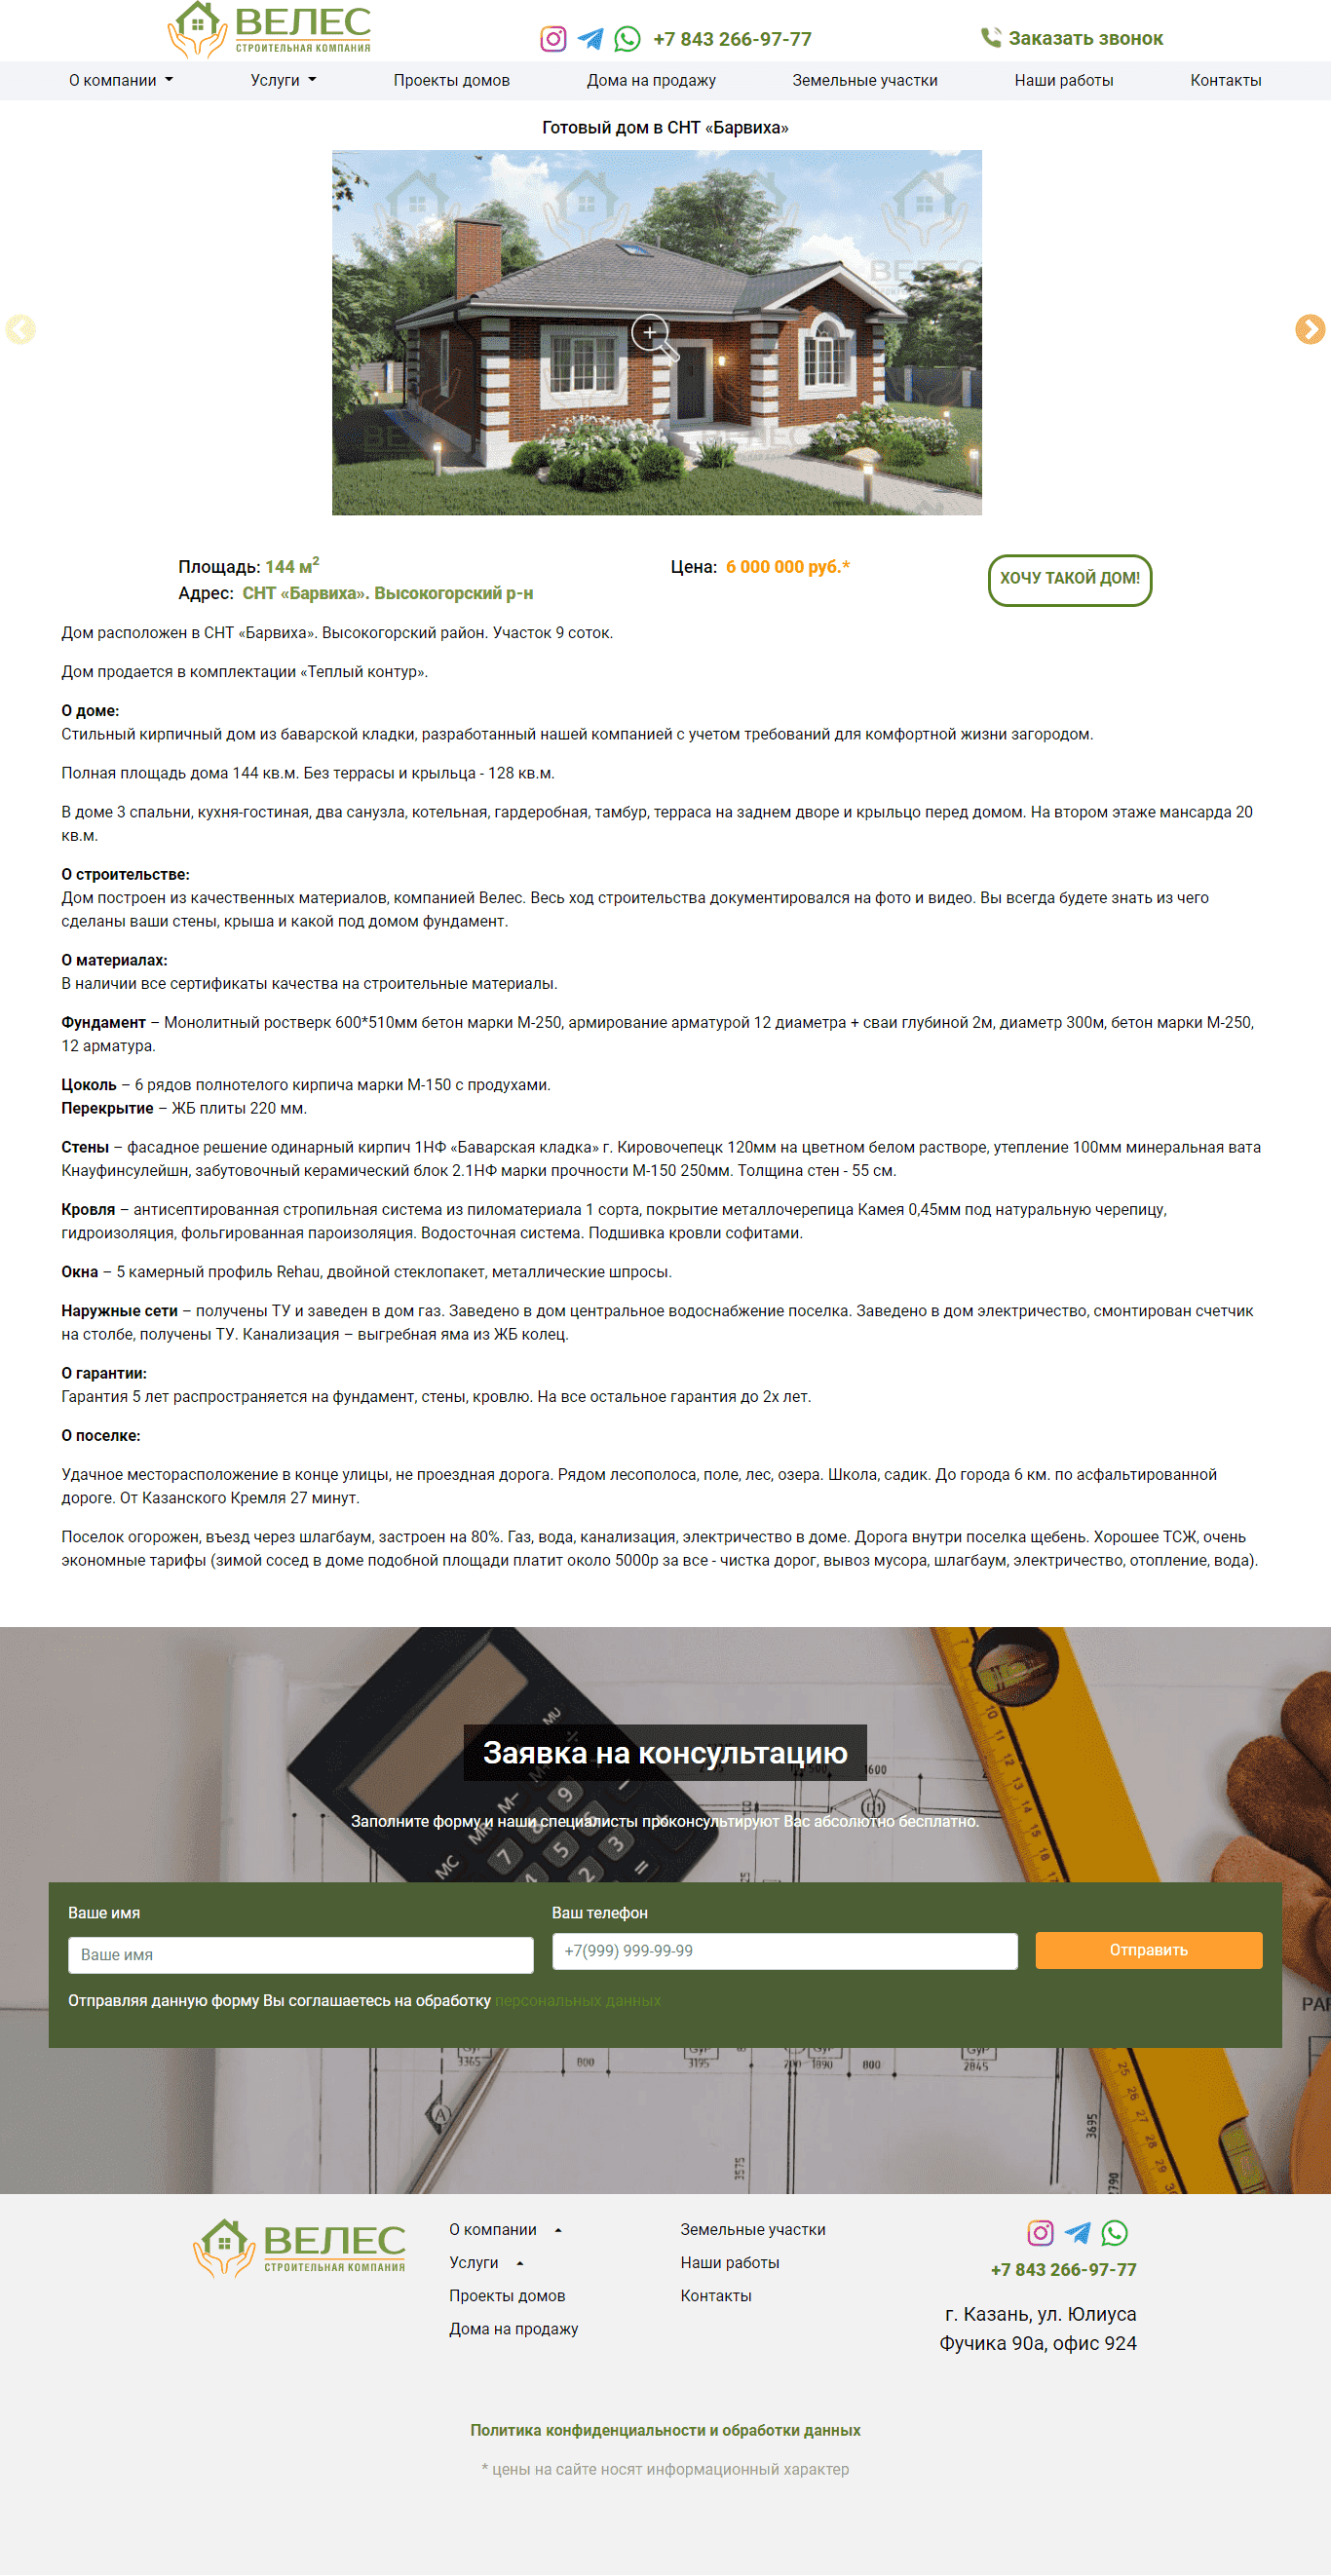 ВЕЛЕС
СТРОИТЕЛЬНАЯ КОМПАНИЯ
+7 843 266-97-77
Заказать звонок
О компании
Услуги
Проекты домов
Дома на продажу
Земельные участки
Наши работы
Контакты
Готовый дом в СНТ «Барвиха»
ВЕЛЕС
ВЕЛЕС
ВЕЛЕС
Площадь: 144 м2
Адрес: СНТ «Барвиха». Высокогорский р-н
Цена: 6 000 000 руб.*
ХОЧУ ТАКОЙ ДОМ!
Дом расположен в СНТ «Барвиха». Высокогорский район. Участок 9 соток.
Дом продается в комплектации «Теплый контур».
О доме:
Стильный кирпичный дом из баварской кладки, разработанный нашей компанией с учетом требований для комфортной жизни загородом.
Полная площадь дома 144 кв.м. Без террасы и крыльца - 128 кв.м.
В доме 3 спальни, кухня-гостиная, два санузла, котельная, гардеробная, тамбур, терраса на заднем дворе и крыльцо перед домом. На втором этаже мансарда 20
кв.м.
О строительстве:
Дом построен из качественных материалов, компанией Велес. Весь ход строительства документировался на фото и видео. Вы всегда будете знать из чего
сделаны ваши стены, крыша и какой под домом фундамент.
О материалах:
В наличии все сертификаты качества на строительные материалы.
Фундамент – Монолитный ростверк 600*510мм бетон марки М-250, армирование арматурой 12 диаметра + сваи глубиной 2м, диаметр 300м, бетон марки М-250,
12 арматура.
Цоколь – 6 рядов полнотелого кирпича марки М-150 с продухами.
Перекрытие – ЖБ плиты 220 мм.
Стены – фасадное решение одинарный кирпич 1НФ «Баварская кладка» г. Кировочепецк 120мм на цветном белом растворе, утепление 100мм минеральная вата
Кнауфинсулейшн, забутовочный керамический блок 2.1НФ марки прочности М-150 250мм. Толщина стен - 55 см.
Кровля – антисептированная стропильная система из пиломатериала 1 сорта, покрытие металлочерепица Камея 0,45мм под натуральную черепицу,
гидроизоляция, фольгированная пароизоляция. Водосточная система. Подшивка кровли софитами.
Окна – 5 камерный профиль Rehau, двойной стеклопакет, металлические шпросы.
Наружные сети – получены ТУ и заведен в дом газ. Заведено в дом центральное водоснабжение поселка. Заведено в дом электричество, смонтирован счетчик
на столбе, получены ТУ. Канализация – выгребная яма из ЖБ колец.
О гарантии:
Гарантия 5 лет распространяется на фундамент, стены, кровлю. На все остальное гарантия до 2х лет.
О поселке:
Удачное месторасположение в конце улицы, не проездная дорога. Рядом лесополоса, поле, лес, озера. Школа, садик. До города 6 км. по асфальтированной
дороге. От Казанского Кремля 27 минут.
Поселок огорожен, въезд через шлагбаум, застроен на 80%. Газ, вода, канализация, электричество в доме. Дорога внутри поселка щебень. Хорошее ТСЖ, очень
экономные тарифы (зимой сосед в доме подобной площади платит около 5000р за все - чистка дорог, вывоз мусора, шлагбаум, электричество, отопление, вода).
Заявка на консультацию
Заполните форму и наши специалисты проконсультируют Вас абсолютно бесплатно.
Ваше имя
Ваш телефон
Ваше имя
+7(999) 999-99-99
Отправить
Отправляя данную форму Вы соглашаетесь на обработку персональных данных
3365
800
3195
1890
800
2845
3695
3575
2790
ВЕЛЕС
СТРОИТЕЛЬНАЯ КОМПАНИЯ
О компании
Услуги
Проекты домов
Дома на продажу
Земельные участки
Наши работы
Контакты
+7 843 266-97-77
г. Казань, ул. Юлиуса
Фучика 90а, офис 924
Политика конфиденциальности и обработки данных
* цены на сайте носят информационный характер